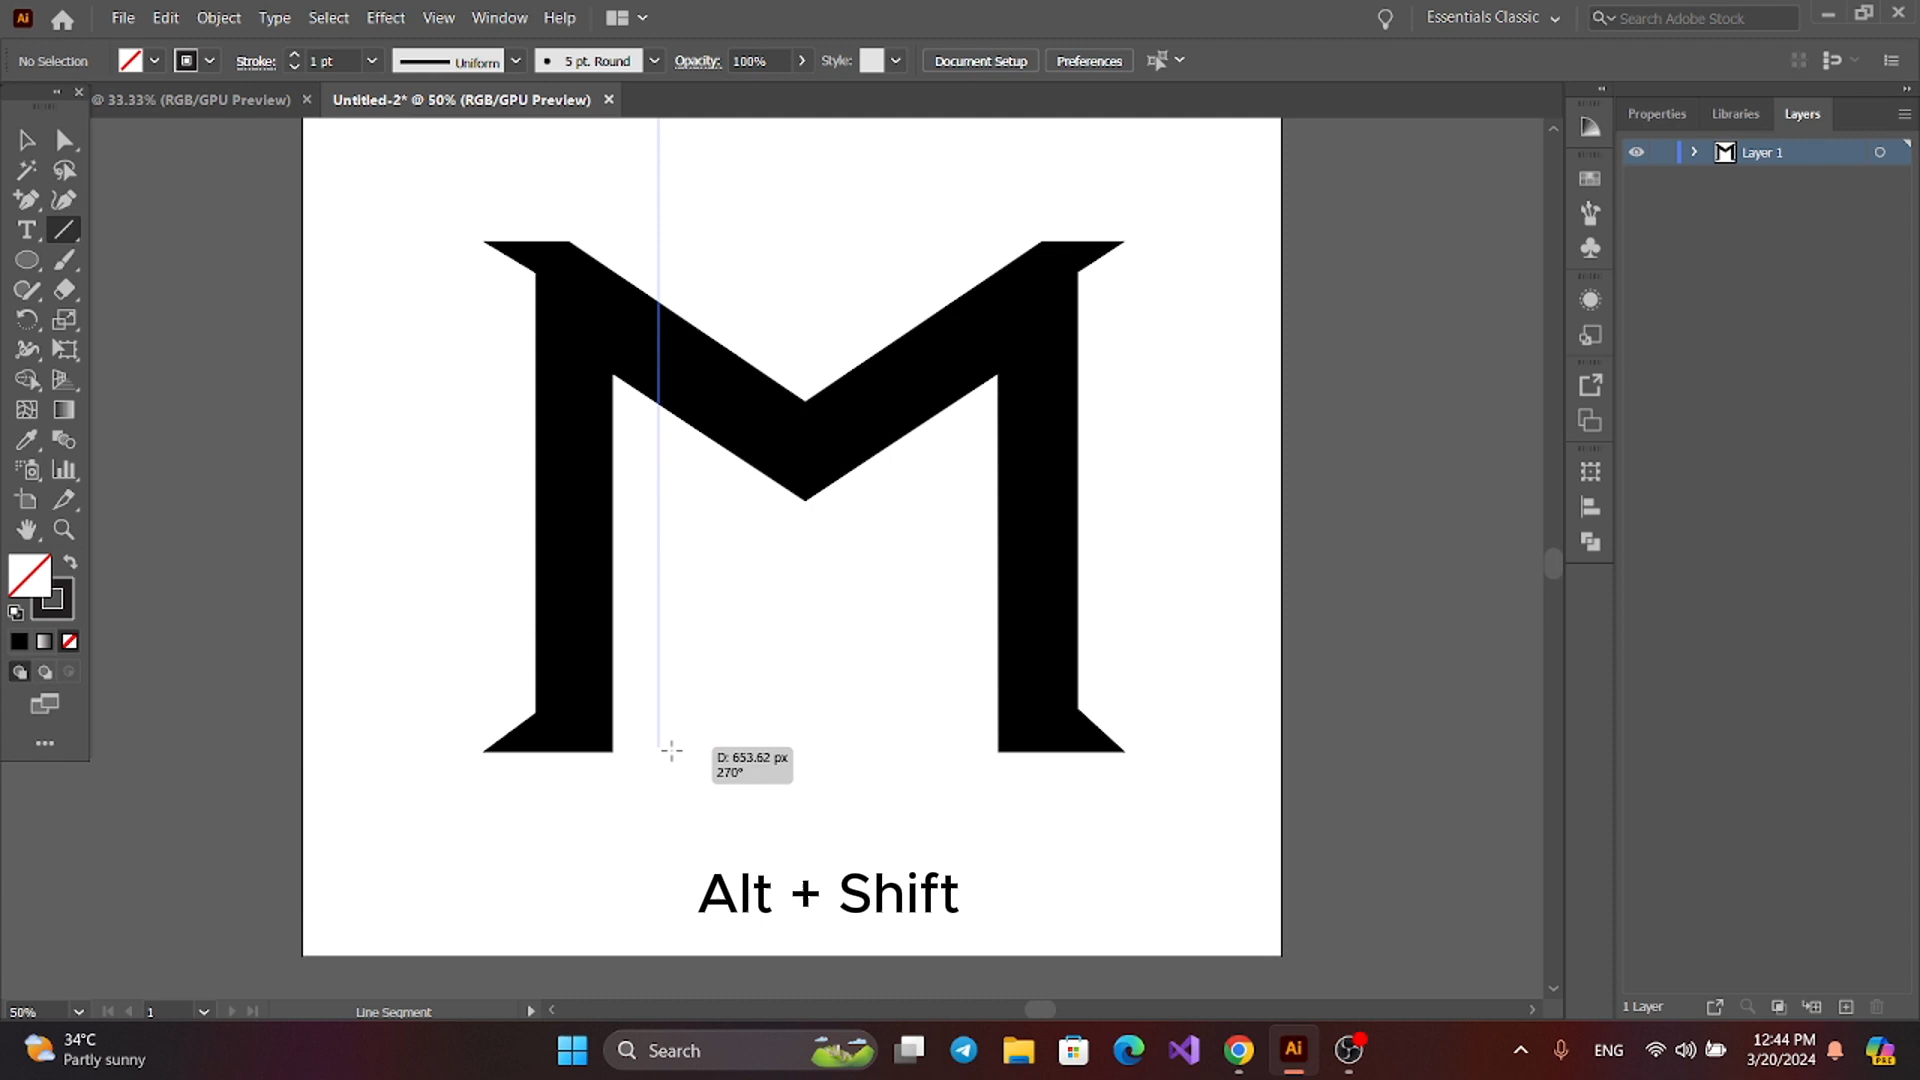 Ai File Edit Object Type Select Effect View Window Help Essentials Classic Search Adobe Stock
No Selection Stroke: 1 pt Uniform 5 pt. Round Opacity: 100% Style: Document Setup Preferences
@ 33.33% (RGB/GPU Preview) × Untitled-2* @ 50% (RGB/GPU Preview) ×
Properties Libraries Layers
Layer 1
M
D: 653.62 px
270°
Alt + Shift
50% 1 Line Segment 1 Layer
34°C
Partly sunny
Search
Ai
ENG
12:44 PM
3/20/2024
PRE